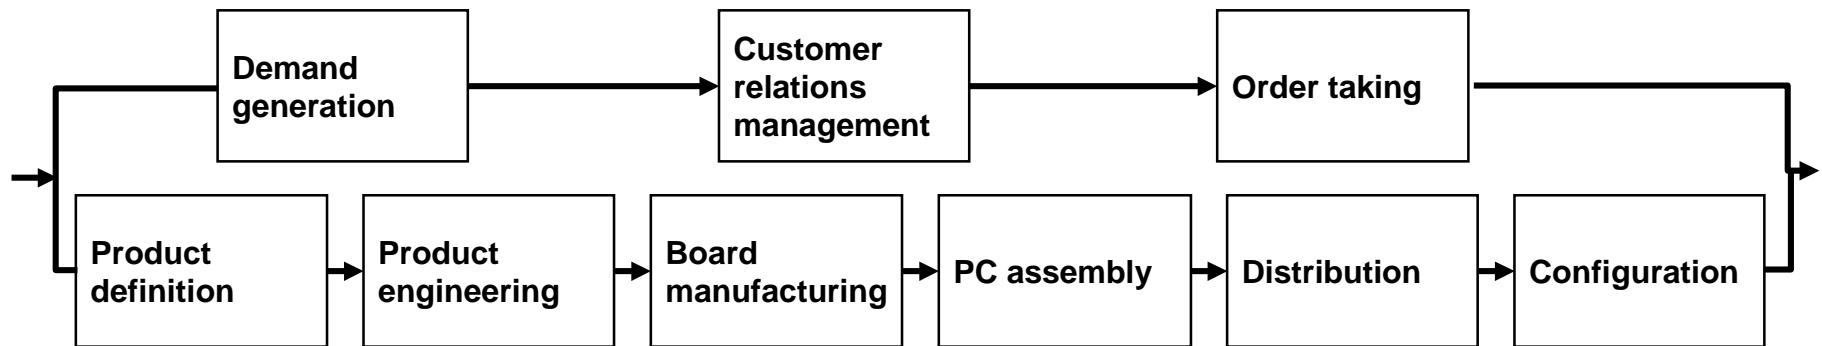 Demand
generation
Customer
relations
management
Order taking
Product
definition
Product
engineering
Board
manufacturing
PC assembly
Distribution
Configuration